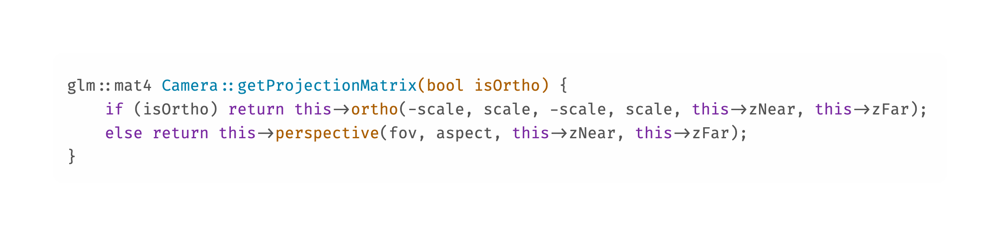 glm::mat4 Camera::getProjectionMatrix(bool isOrtho) {
    if (isOrtho) return this->ortho(-scale, scale, -scale, scale, this->zNear, this->zFar);
    else return this->perspective(fov, aspect, this->zNear, this->zFar);
}